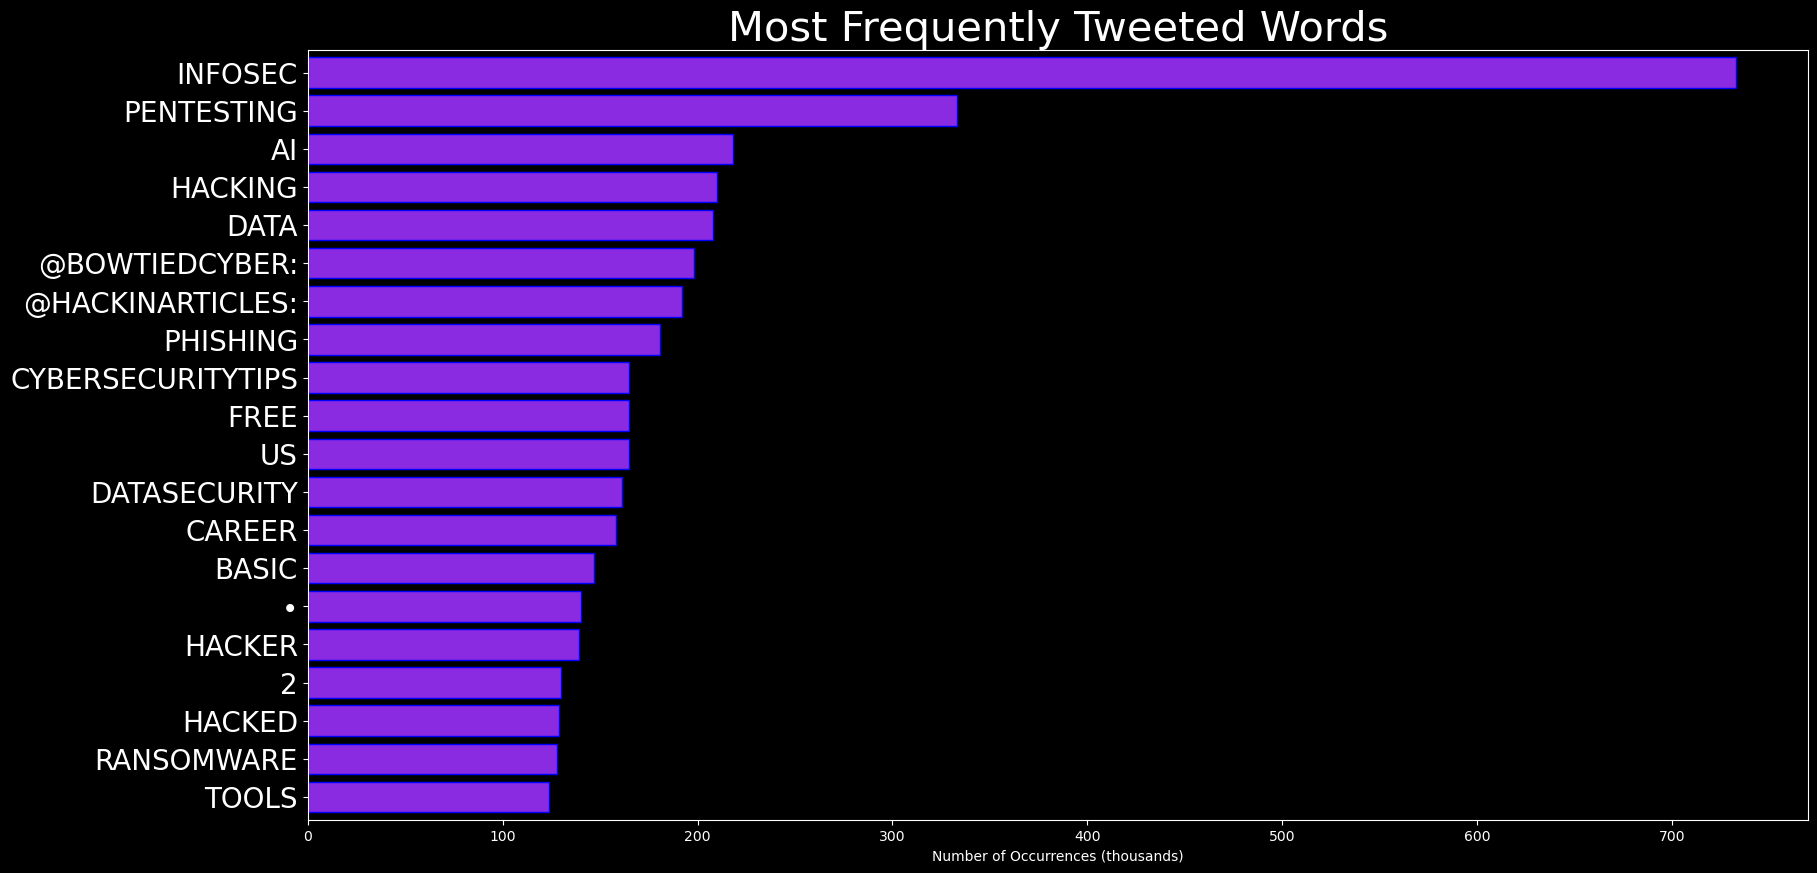 Most Frequently Tweeted Words
INFOSEC
PENTESTING
AI
HACKING
DATA
@BOWTIEDCYBER:
@HACKINARTICLES:
PHISHING
CYBERSECURITYTIPS
FREE
US
DATASECURITY
CAREER
BASIC
•
HACKER
2
HACKED
RANSOMWARE
TOOLS
0 100 200 300 400 500 600 700
Number of Occurrences (thousands)